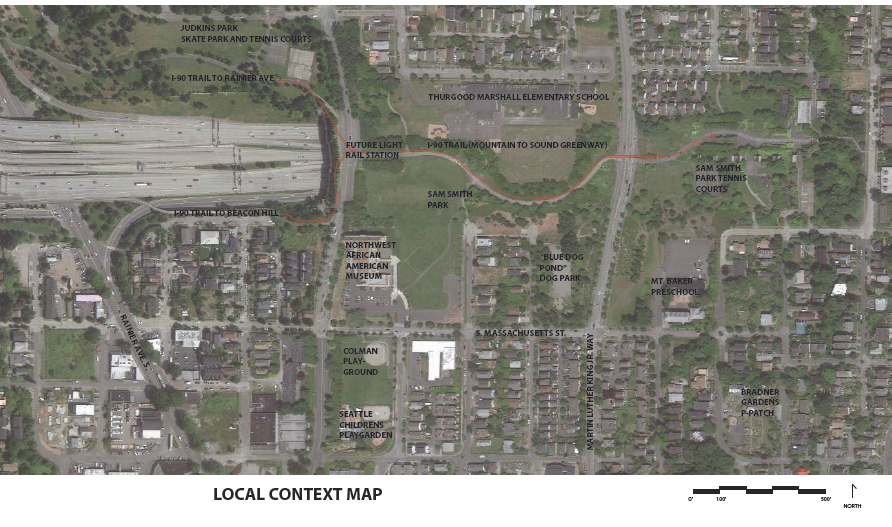 JUDKINS PARK
SKATE PARK AND TENNIS COURTS
I-90 TRAIL TO RAINIER AVE.
THURGOOD MARSHALL ELEMENTARY SCHOOL
FUTURE LIGHT
RAIL STATION
I-90 TRAIL (MOUNTAIN TO SOUND GREENWAY)
SAM SMITH
PARK TENNIS
COURTS
SAM SMITH
PARK
I-90 TRAIL TO BEACON HILL
NORTHWEST
AFRICAN
AMERICAN
MUSEUM
"BLUE DOG
POND"
DOG PARK
MT. BAKER
PRESCHOOL
RAINIER AVE. S.
S. MASSACHUSETTS ST.
MARTIN LUTHER KING JR. WAY
COLMAN
PLAY-
GROUND
SEATTLE
CHILDRENS
PLAYGARDEN
BRADNER
GARDENS
P-PATCH
LOCAL CONTEXT MAP
0' 100' 500'
NORTH